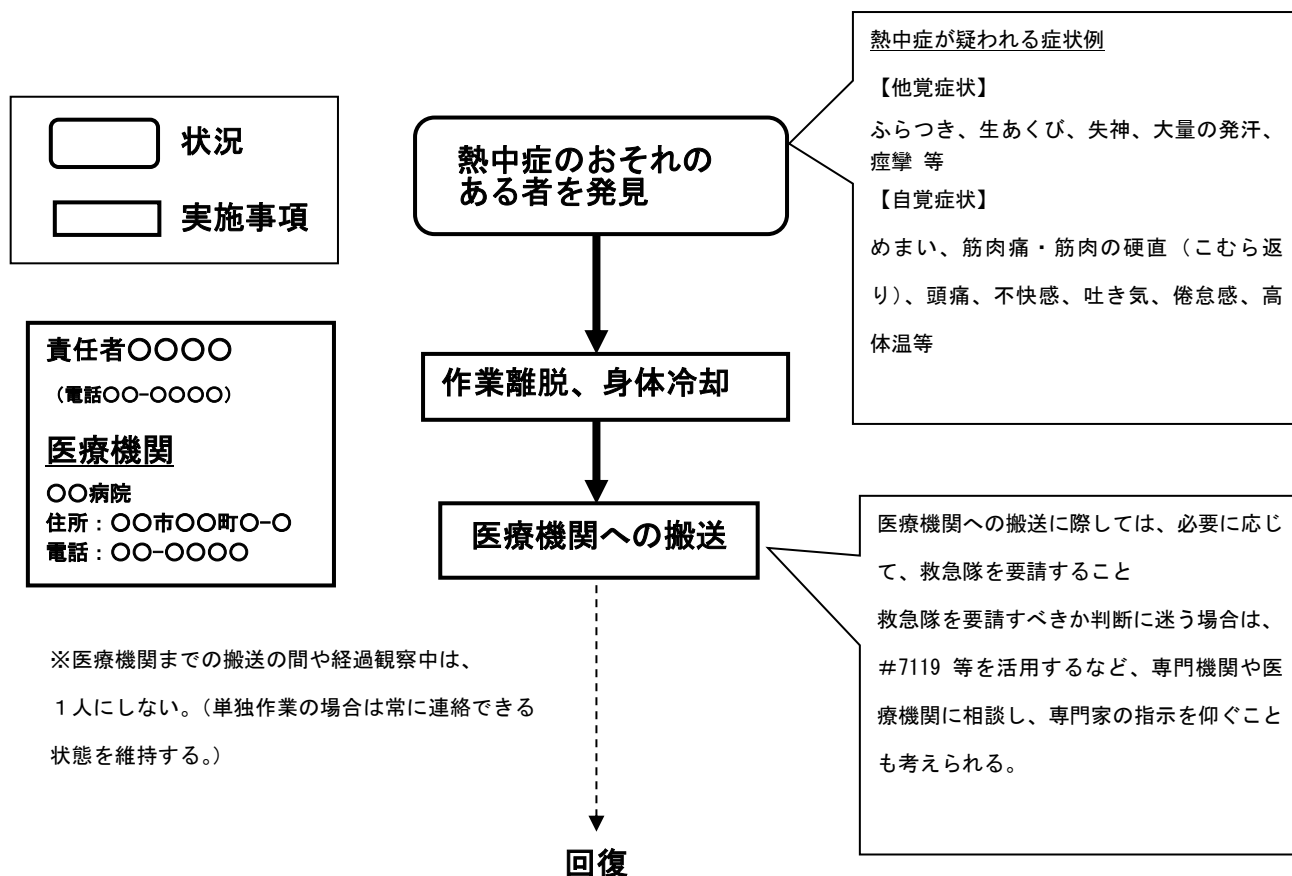 状況
実施事項
責任者〇〇〇〇
（電話〇〇-〇〇〇〇）
医療機関
〇〇病院
住所：〇〇市〇〇町〇-〇
電話：〇〇-〇〇〇〇
※医療機関までの搬送の間や経過観察中は、
１人にしない。（単独作業の場合は常に連絡できる
状態を維持する。）
熱中症のおそれの
ある者を発見
作業離脱、身体冷却
医療機関への搬送
回復
熱中症が疑われる症状例
【他覚症状】
ふらつき、生あくび、失神、大量の発汗、
痙攣 等
【自覚症状】
めまい、筋肉痛・筋肉の硬直（こむら返
り）、頭痛、不快感、吐き気、倦怠感、高
体温等
医療機関への搬送に際しては、必要に応じ
て、救急隊を要請すること
救急隊を要請すべきか判断に迷う場合は、
＃7119 等を活用するなど、専門機関や医
療機関に相談し、専門家の指示を仰ぐこと
も考えられる。